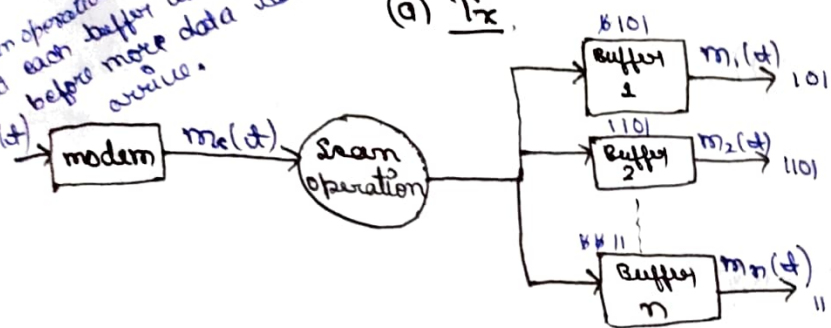 (a) Tx.
each buffer
before more data
arrive.
modem
mc(t)
Scan
operation
101
Buffer
1
m₁(t)
101
1101
Buffer
2
m₂(t)
1101
11
Buffer
n
mn(t)
11